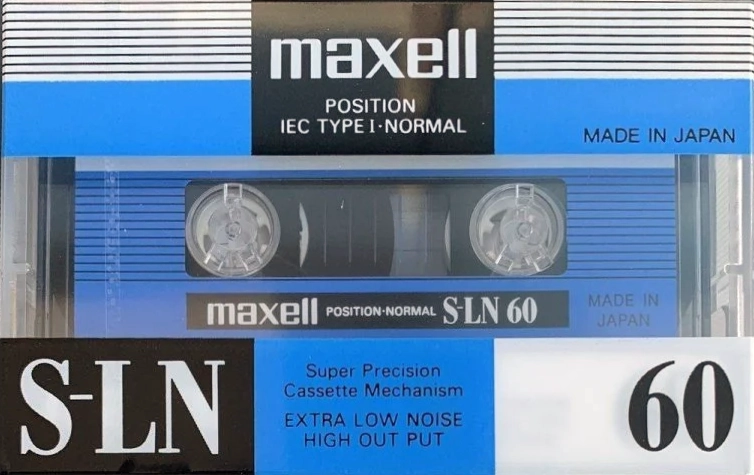 maxell
POSITION
IEC TYPE I·NORMAL
MADE IN JAPAN
maxell POSITION·NORMAL S-LN 60
MADE IN
JAPAN
S-LN
Super Precision
Cassette Mechanism
EXTRA LOW NOISE
HIGH OUT PUT
60